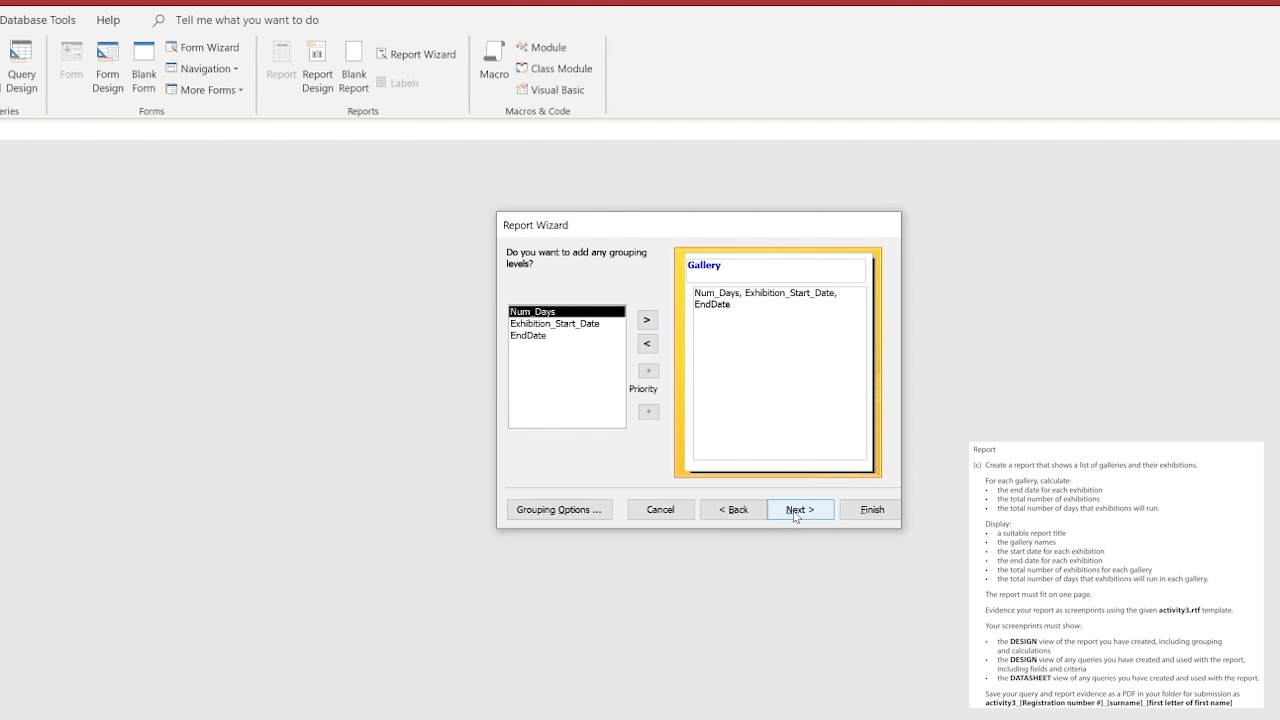 Database Tools Help Tell me what you want to do
Query Design
Form
Form Design
Blank Form
Form Wizard
Navigation
More Forms
Forms
Report
Report Design
Blank Report
Report Wizard
Labels
Reports
Macro
Module
Class Module
Visual Basic
Macros & Code
eries
Report Wizard
Do you want to add any grouping
levels?
Num_Days
Exhibition_Start_Date
EndDate
>
<
Priority
Gallery
Num_Days, Exhibition_Start_Date,
EndDate
Grouping Options ... Cancel < Back Next > Finish
Report
(c) Create a report that shows a list of galleries and their exhibitions.
For each gallery, calculate:
• the end date for each exhibition
• the total number of exhibitions
• the total number of days that exhibitions will run.
Display:
• a suitable report title
• the gallery names
• the start date for each exhibition
• the end date for each exhibition
• the total number of exhibitions for each gallery
• the total number of days that exhibitions will run in each gallery.
The report must fit on one page.
Evidence your report as screenprints using the given activity3.rtf template.
Your screenprints must show:
• the DESIGN view of the report you have created, including grouping
and calculations
• the DESIGN view of any queries you have created and used with the report,
including fields and criteria
• the DATASHEET view of any queries you have created and used with the report.
Save your query and report evidence as a PDF in your folder for submission as
activity3_[Registration number #]_[surname]_[first letter of first name]